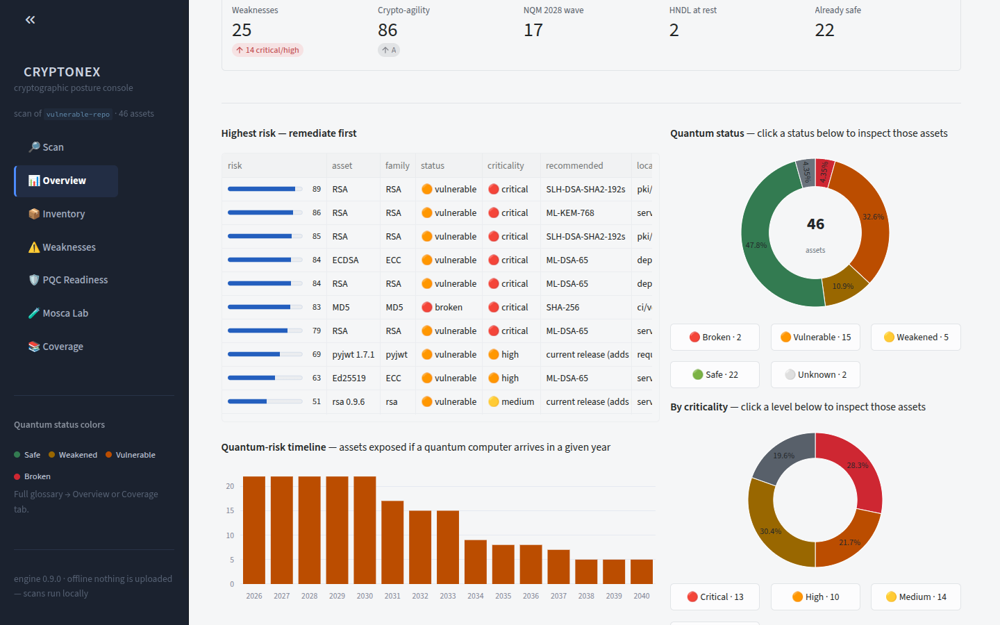 CRYPTONEX
cryptographic posture console
scan of vulnerable-repo · 46 assets
🔎 Scan
📊 Overview
📦 Inventory
⚠️ Weaknesses
🛡️ PQC Readiness
🧪 Mosca Lab
📚 Coverage
Quantum status colors
Safe Weakened Vulnerable
Broken
Full glossary → Overview or Coverage
tab.
engine 0.9.0 · offline nothing is uploaded
— scans run locally
Weaknesses Crypto-agility NQM 2028 wave HNDL at rest Already safe
25 86 17 2 22
↑ 14 critical/high ↑ A
Highest risk — remediate first
risk asset family status criticality recommended loca
89 RSA RSA 🟠 vulnerable 🔴 critical SLH-DSA-SHA2-192s pki/
86 RSA RSA 🟠 vulnerable 🔴 critical ML-KEM-768 serv
85 RSA RSA 🟠 vulnerable 🔴 critical SLH-DSA-SHA2-192s pki/
84 ECDSA ECC 🟠 vulnerable 🔴 critical ML-DSA-65 dep
84 RSA RSA 🟠 vulnerable 🔴 critical ML-DSA-65 dep
83 MD5 MD5 🔴 broken 🔴 critical SHA-256 ci/v
79 RSA RSA 🟠 vulnerable 🔴 critical ML-DSA-65 serv
69 pyjwt 1.7.1 pyjwt 🟠 vulnerable 🟠 high current release (adds requ
63 Ed25519 ECC 🟠 vulnerable 🟠 high ML-DSA-65 serv
51 rsa 0.9.6 rsa 🟠 vulnerable 🟡 medium current release (adds serv
Quantum-risk timeline — assets exposed if a quantum computer arrives in a given year
20
15
10
5
0
2026 2027 2028 2029 2030 2031 2032 2033 2034 2035 2036 2037 2038 2039 2040
Quantum status — click a status below to inspect those assets
4.35% 4.35%
32.6%
47.8%
10.9%
46
assets
🔴 Broken · 2 🟠 Vulnerable · 15 🟡 Weakened · 5
🟢 Safe · 22 ⚪ Unknown · 2
By criticality — click a level below to inspect those assets
19.6% 28.3%
30.4% 21.7%
🔴 Critical · 13 🟠 High · 10 🟡 Medium · 14